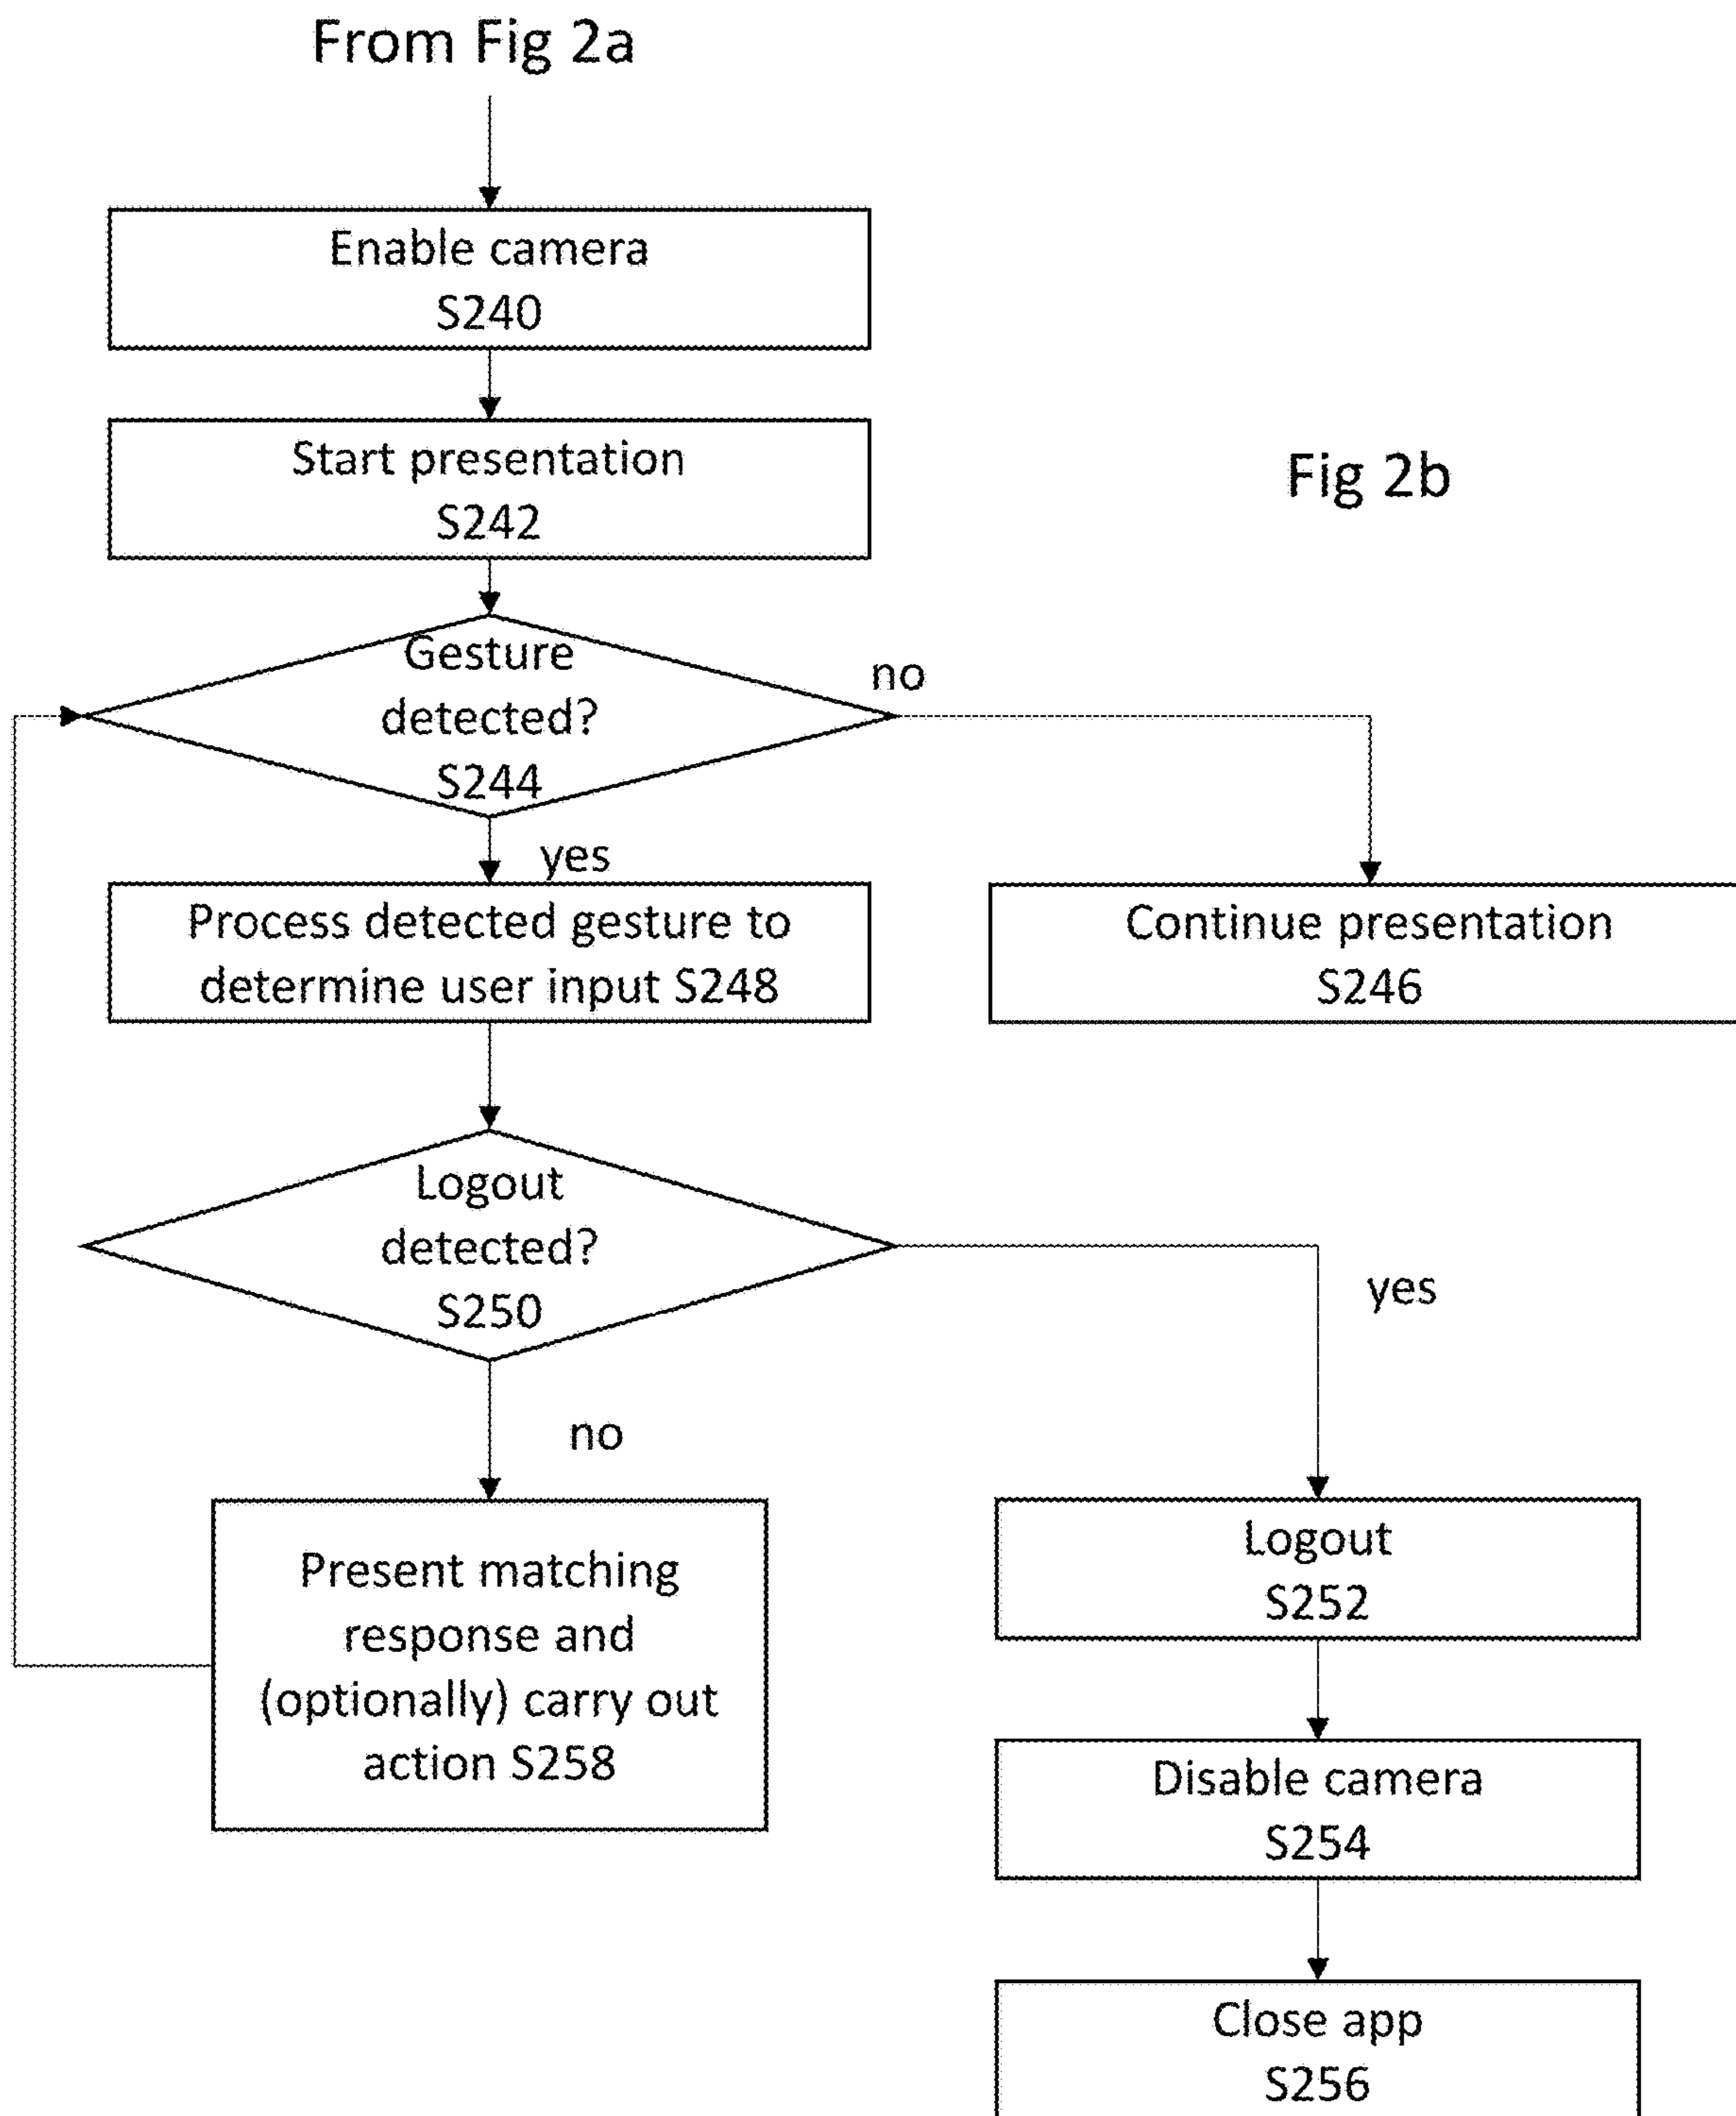 From Fig 2a
Enable camera
S240
Start presentation
S242
Fig 2b
Gesture
detected?
S244
no
yes
Process detected gesture to
determine user input S248
Continue presentation
S246
Logout
detected?
S250
yes
no
Present matching
response and
(optionally) carry out
action S258
Logout
S252
Disable camera
S254
Close app
S256